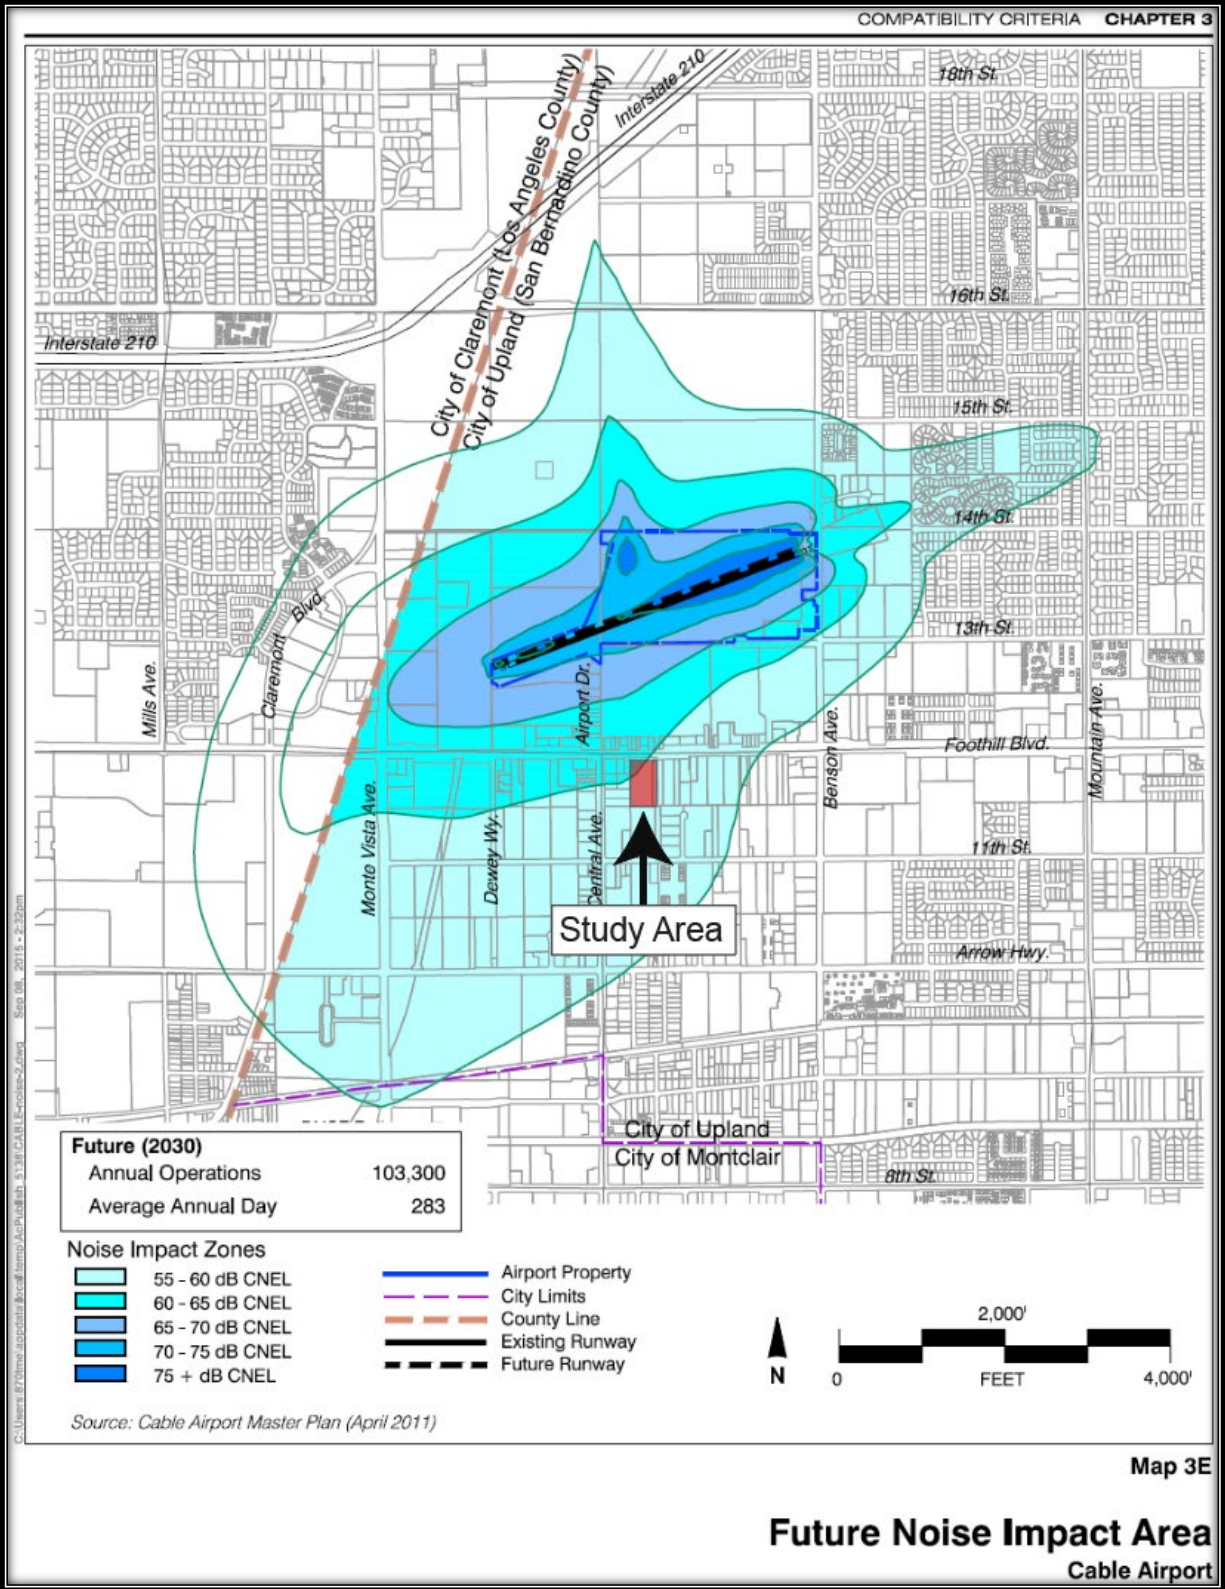 COMPATIBILITY CRITERIA CHAPTER 3
18th St.
Interstate 210
City of Claremont (Los Angeles County)
City of Upland (San Bernardino County)
16th St.
Interstate 210
15th St.
14th St.
Claremont Blvd.
13th St.
Mills Ave.
Airport Dr.
Mountain Ave.
Benson Ave.
Foothill Blvd.
Monte Vista Ave.
Dewey Wy.
Central Ave.
11th St.
Study Area
Arrow Hwy.
City of Upland
City of Montclair
8th St.
Future (2030)
Annual Operations 103,300
Average Annual Day 283
Noise Impact Zones
55 - 60 dB CNEL
60 - 65 dB CNEL
65 - 70 dB CNEL
70 - 75 dB CNEL
75 + dB CNEL
Airport Property
City Limits
County Line
Existing Runway
Future Runway
N
2,000'
0 FEET 4,000'
Source: Cable Airport Master Plan (April 2011)
Map 3E
Future Noise Impact Area
Cable Airport